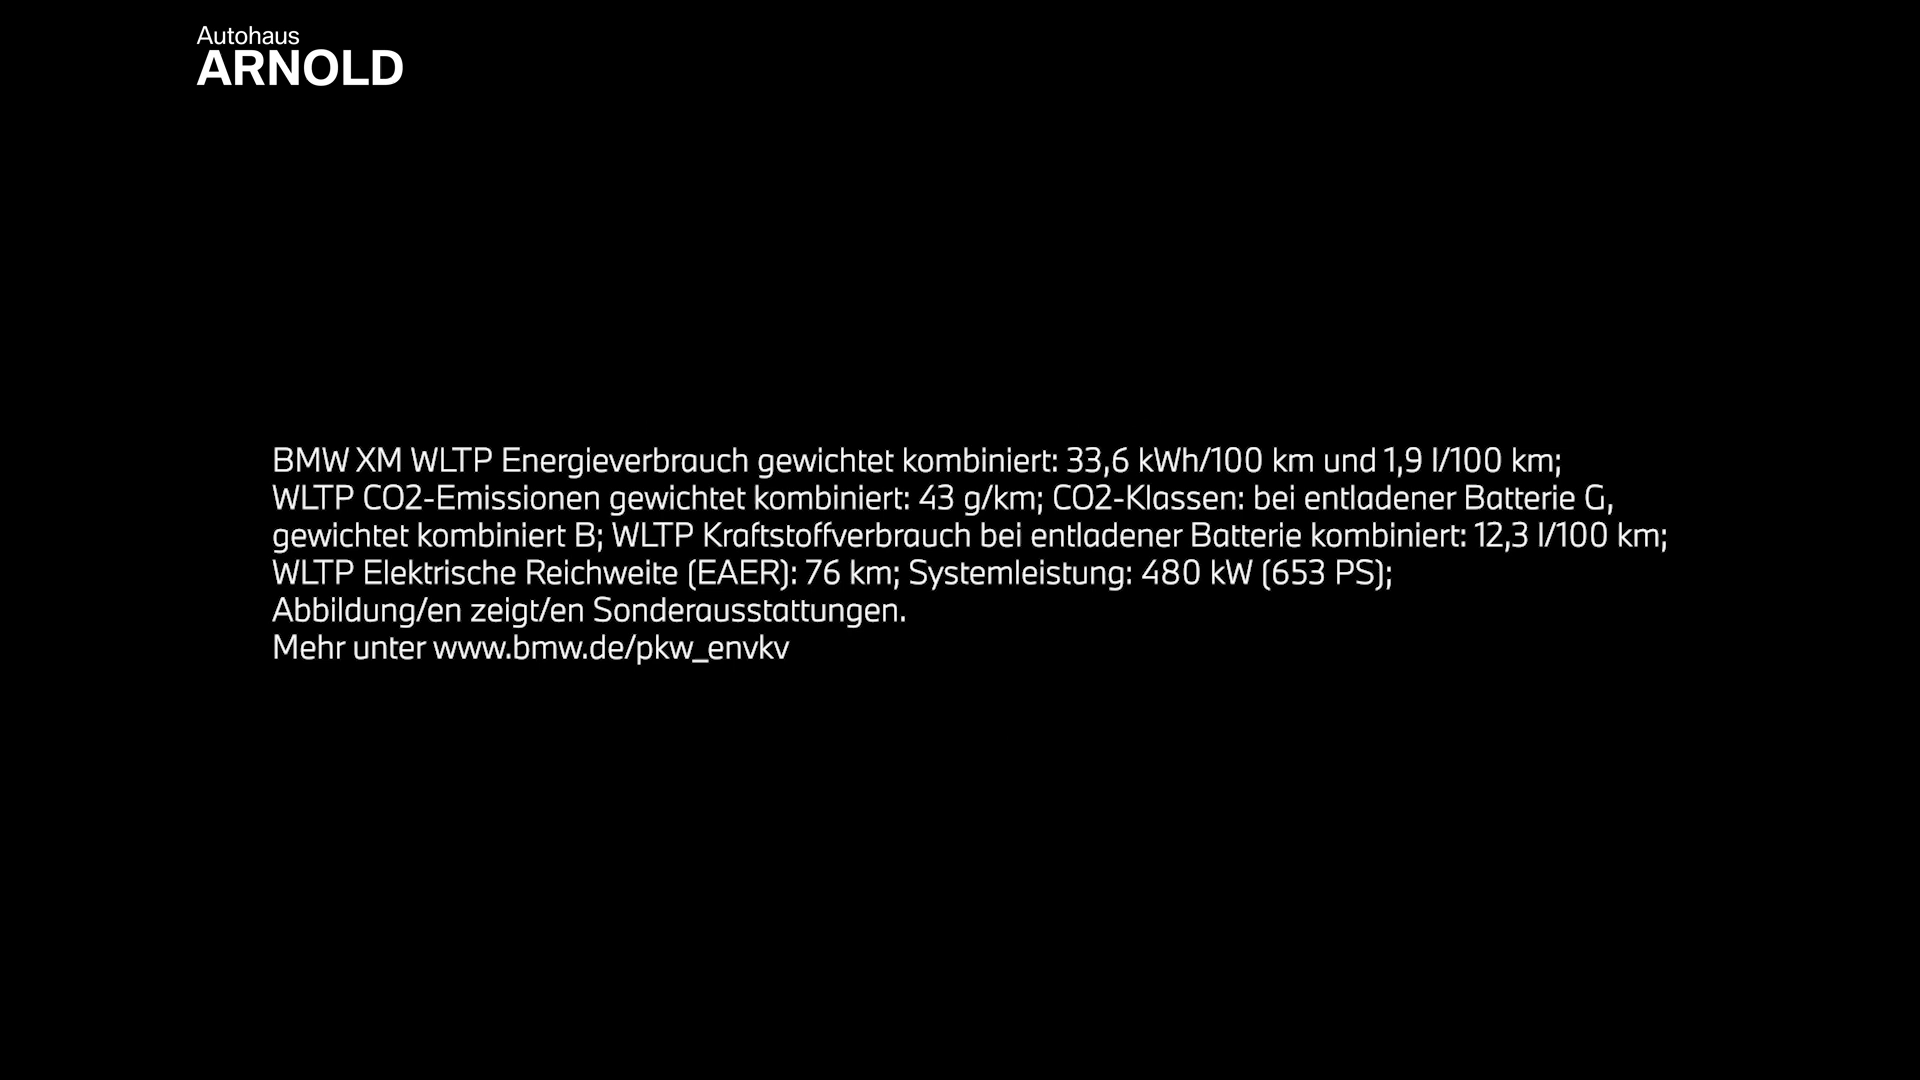 Autohaus
ARNOLD
BMW XM WLTP Energieverbrauch gewichtet kombiniert: 33,6 kWh/100 km und 1,9 l/100 km;
WLTP CO2-Emissionen gewichtet kombiniert: 43 g/km; CO2-Klassen: bei entladener Batterie G,
gewichtet kombiniert B; WLTP Kraftstoffverbrauch bei entladener Batterie kombiniert: 12,3 l/100 km;
WLTP Elektrische Reichweite (EAER): 76 km; Systemleistung: 480 kW (653 PS);
Abbildung/en zeigt/en Sonderausstattungen.
Mehr unter www.bmw.de/pkw_envkv